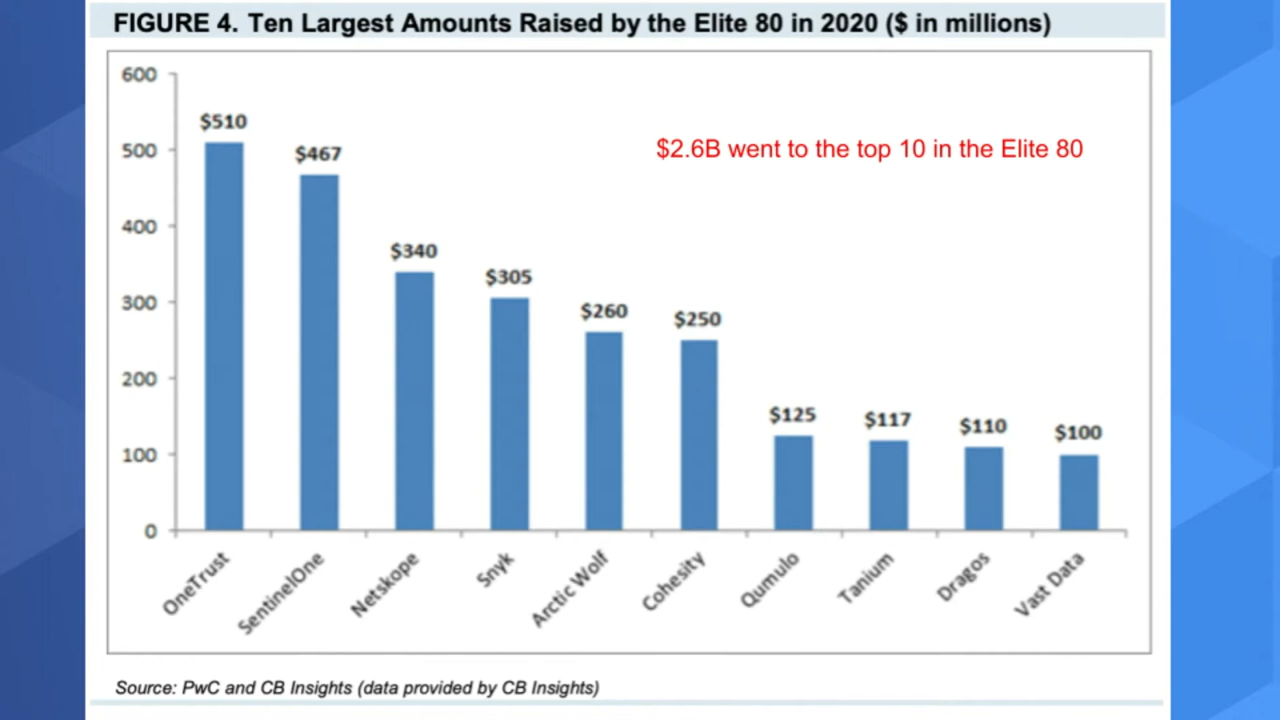 FIGURE 4. Ten Largest Amounts Raised by the Elite 80 in 2020 ($ in millions)
600
500
400
300
200
100
0
$510
$467
$340
$305
$260
$250
$125
$117
$110
$100
$2.6B went to the top 10 in the Elite 80
OneTrust
SentinelOne
Netskope
Snyk
Arctic Wolf
Cohesity
Qumulo
Tanium
Dragos
Vast Data
Source: PwC and CB Insights (data provided by CB Insights)